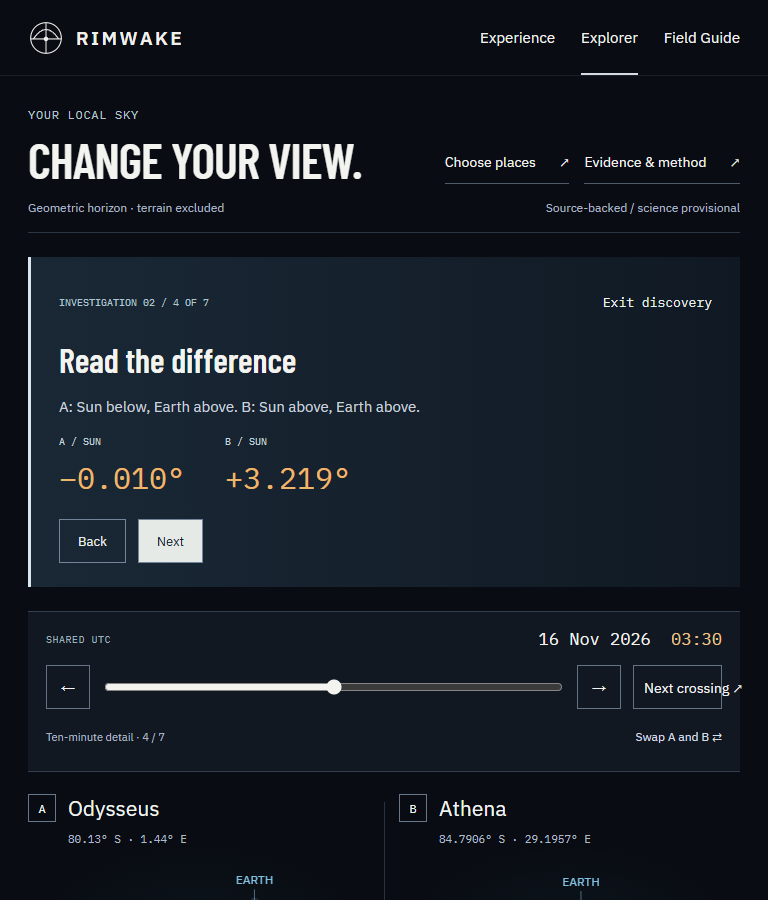 RIMWAKE
Experience Explorer Field Guide
YOUR LOCAL SKY
CHANGE YOUR VIEW.
Choose places ↗ Evidence & method ↗
Geometric horizon · terrain excluded
Source-backed / science provisional
INVESTIGATION 02 / 4 OF 7
Exit discovery
Read the difference
A: Sun below, Earth above. B: Sun above, Earth above.
A / SUN B / SUN
−0.010° +3.219°
Back Next
SHARED UTC
16 Nov 2026 03:30
← → Next crossing ↗
Ten-minute detail · 4 / 7
Swap A and B ⇄
A Odysseus
80.13° S · 1.44° E
B Athena
84.7906° S · 29.1957° E
EARTH
EARTH